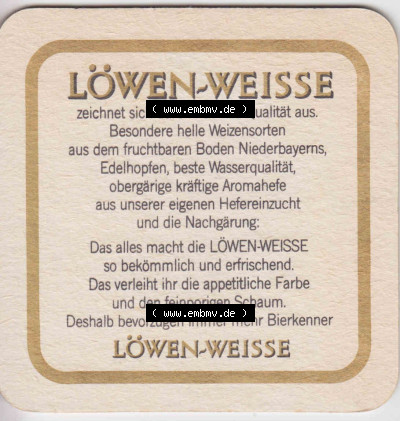 LÖWEN-WEISSE
zeichnet sic ( www.embmv.de ) ualität aus.
Besondere helle Weizensorten
aus dem fruchtbaren Boden Niederbayerns,
Edelhopfen, beste Wasserqualität,
obergärige kräftige Aromahefe
aus unserer eigenen Hefereinzucht
und die Nachgärung:
Das alles macht die LÖWEN-WEISSE
so bekömmlich und erfrischend.
Das verleiht ihr die appetitliche Farbe
und den feinporigen Schaum.
( www.embmv.de )
Deshalb bevorzugen immer mehr Bierkenner
LÖWEN-WEISSE